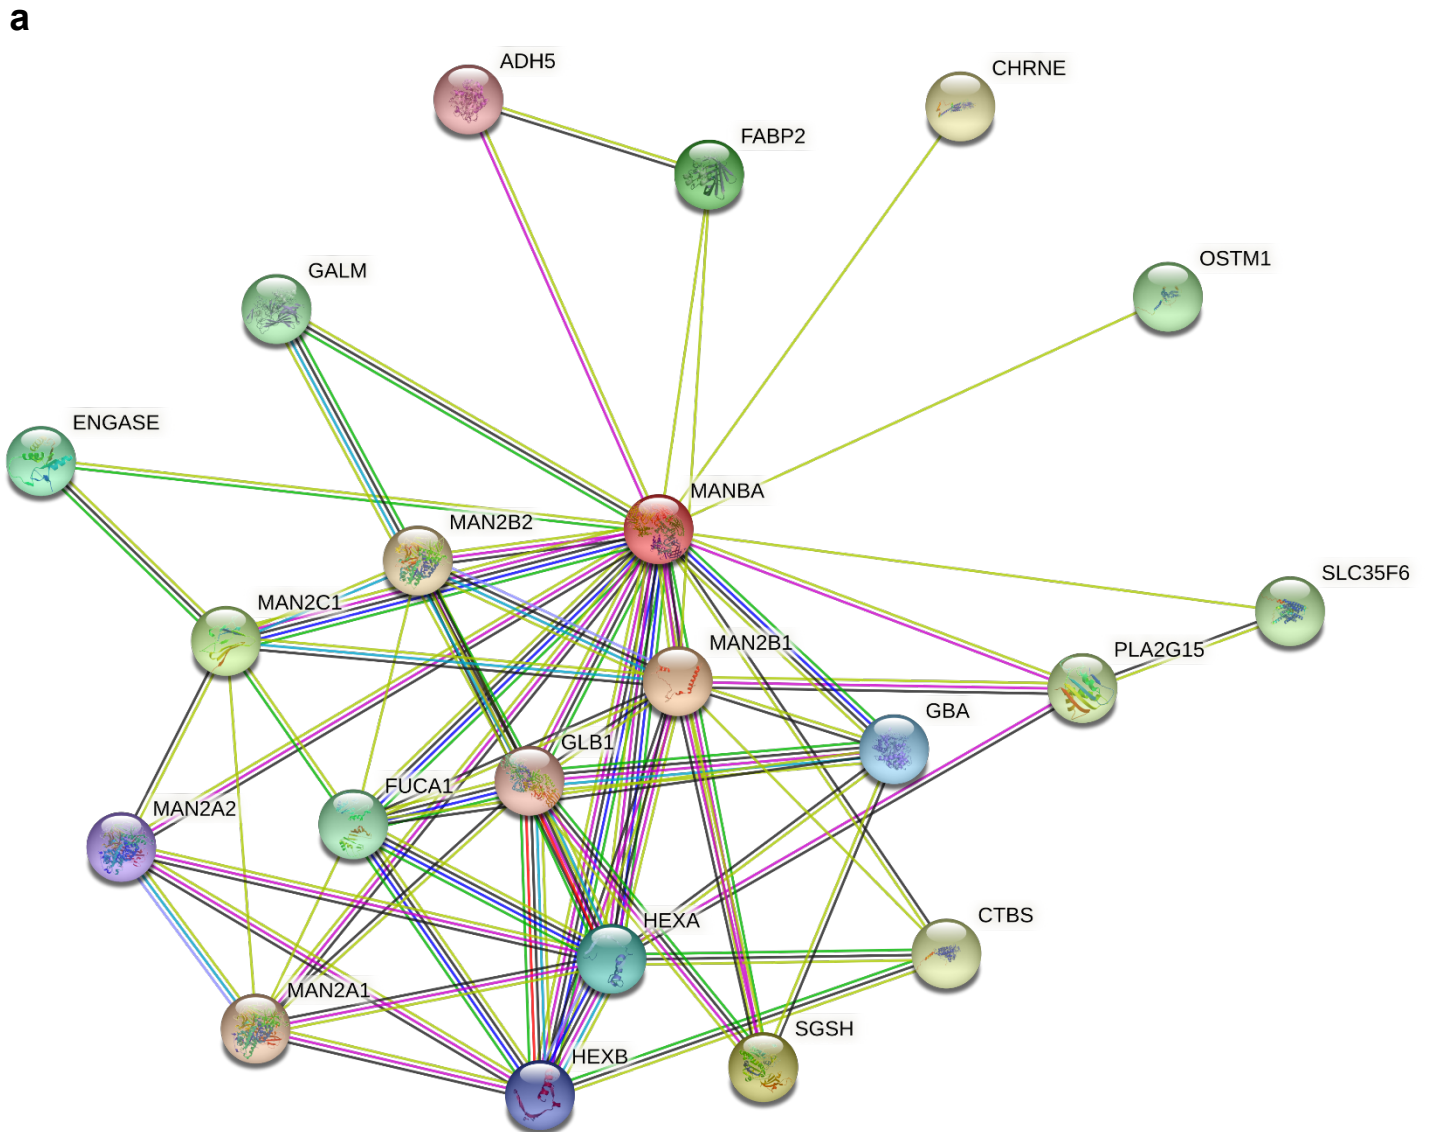 a
ADH5
CHRNE
FABP2
OSTM1
GALM
ENGASE
MANBA
MAN2B2
SLC35F6
MAN2C1
MAN2B1
PLA2G15
GBA
GLB1
FUCA1
MAN2A2
HEXA
CTBS
MAN2A1
SGSH
HEXB